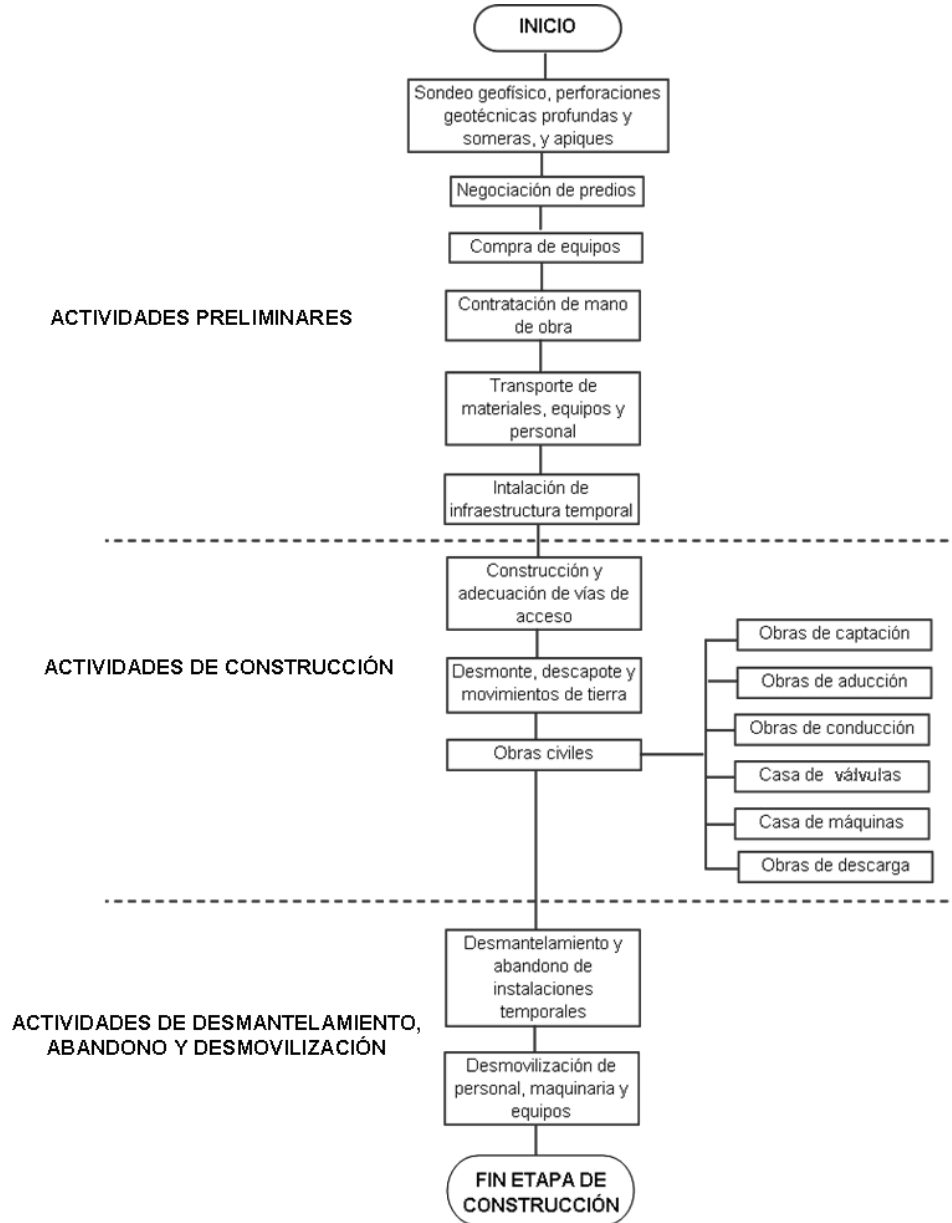 INICIO
Sondeo geofísico, perforaciones
geotécnicas profundas y
someras, y apiques
Negociación de predios
Compra de equipos
ACTIVIDADES PRELIMINARES
Contratación de mano
de obra
Transporte de
materiales, equipos y
personal
Intalación de
infraestructura temporal
Construcción y
adecuación de vías de
acceso
ACTIVIDADES DE CONSTRUCCIÓN
Desmonte, descapote y
movimientos de tierra
Obras civiles
Obras de captación
Obras de aducción
Obras de conducción
Casa de válvulas
Casa de máquinas
Obras de descarga
Desmantelamiento y
abandono de
instalaciones
temporales
ACTIVIDADES DE DESMANTELAMIENTO,
ABANDONO Y DESMOVILIZACIÓN
Desmovilización de
personal, maquinaria y
equipos
FIN ETAPA DE
CONSTRUCCIÓN